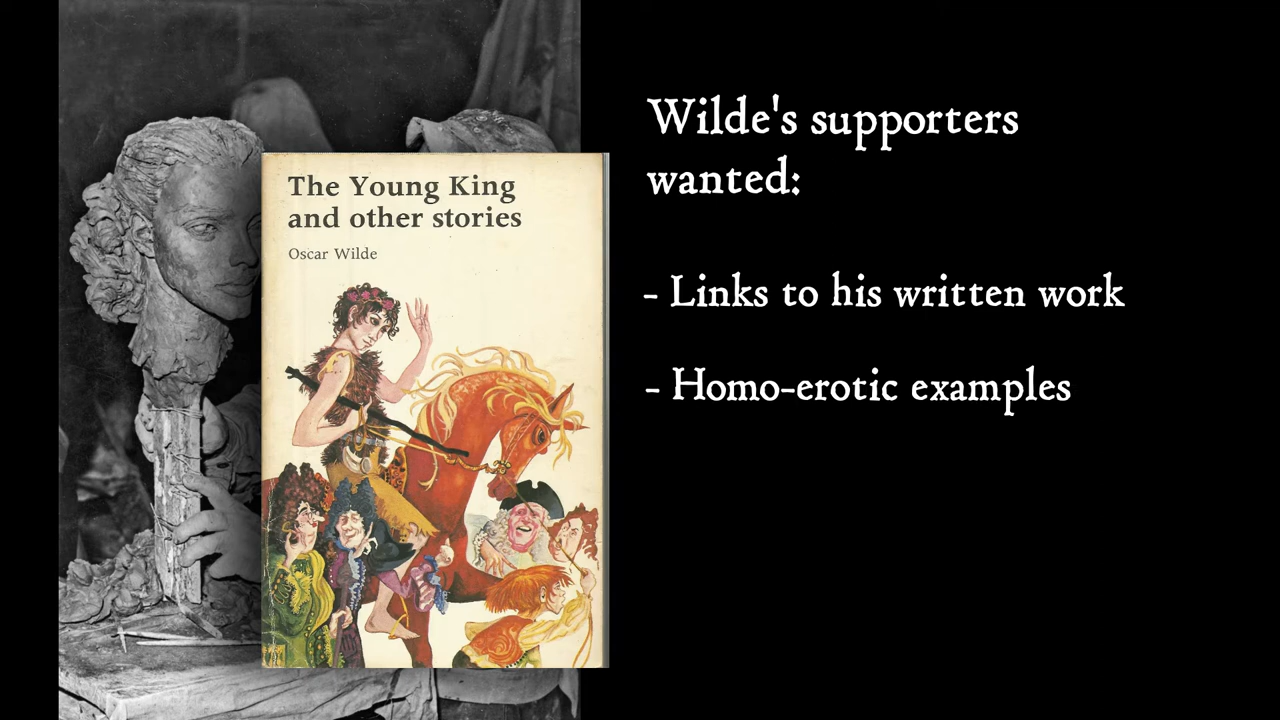 The Young King
and other stories
Oscar Wilde
Wilde's supporters
wanted:
- Links to his written work
- Homo-erotic examples